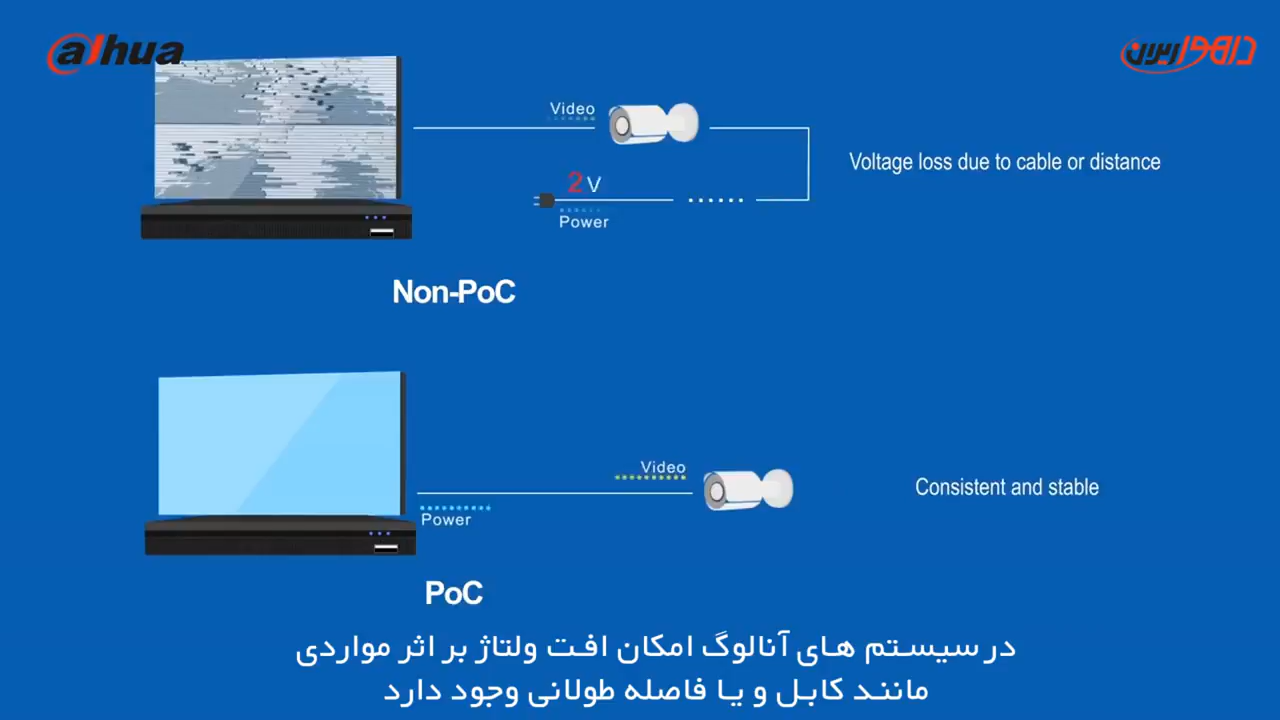 alhua
داهوا ایران
Video
Voltage loss due to cable or distance
2 V
Power
Non-PoC
Video
Consistent and stable
Power
PoC
در سیستم های آنالوگ امکان افت ولتاژ بر اثر مواردی
مانند کابل و یا فاصله طولانی وجود دارد